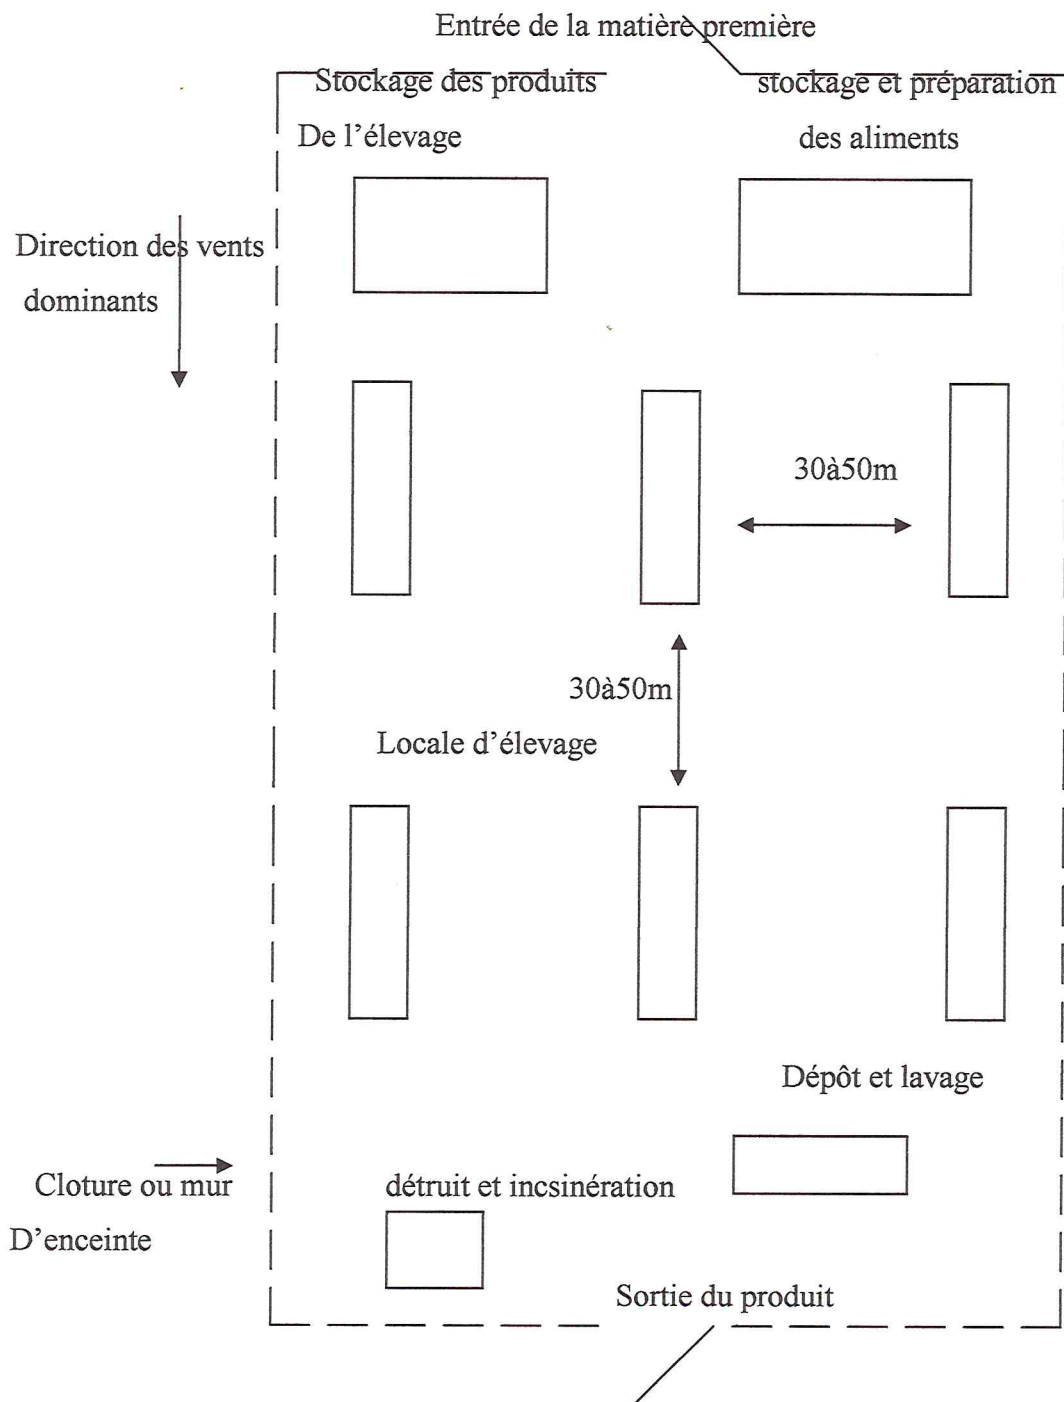 Entrée de la matière première
Stockage des produits
De l’élevage
stockage et préparation
des aliments
Direction des vents
dominants
30à50m
30à50m
Locale d’élevage
Dépôt et lavage
Cloture ou mur
D’enceinte
détruit et incsinération
Sortie du produit